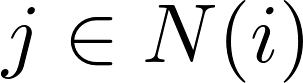 j ∈ N(i)